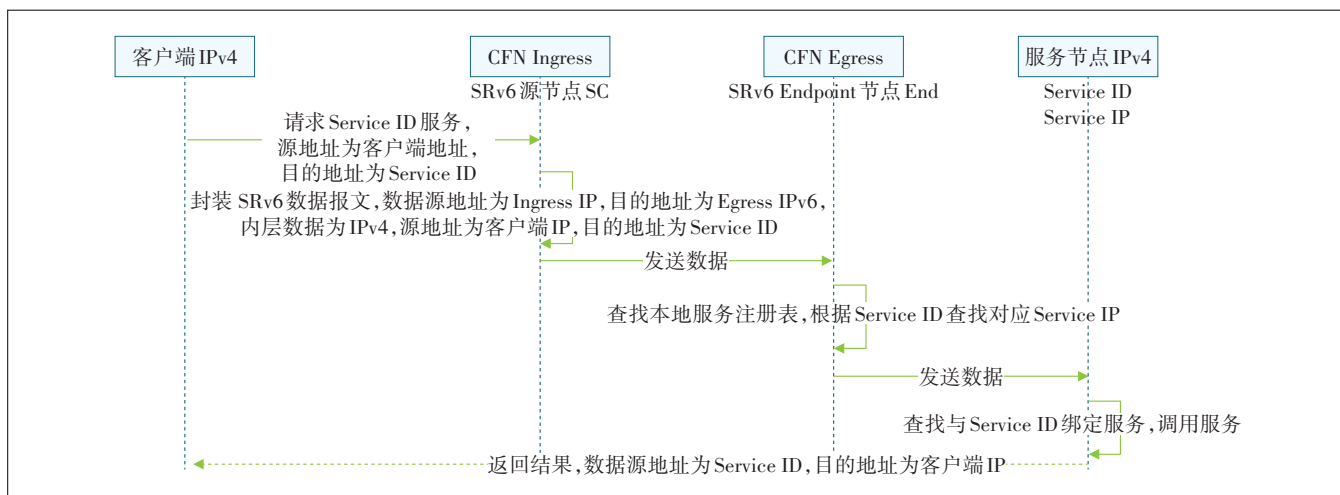 客户端IPv4
CFN Ingress
CFN Egress
服务节点IPv4
SRv6源节点SC
SRv6 Endpoint节点End
Service ID
Service IP
请求Service ID服务，
源地址为客户端地址，
目的地址为Service ID
封装 SRv6数据报文，数据源地址为Ingress IP，目的地址为Egress IPv6，
内层数据为IPv4，源地址为客户端IP，目的地址为Service ID
发送数据
查找本地服务注册表，根据Service ID查找对应Service IP
发送数据
查找与Service ID绑定服务，调用服务
返回结果，数据源地址为Service ID，目的地址为客户端IP